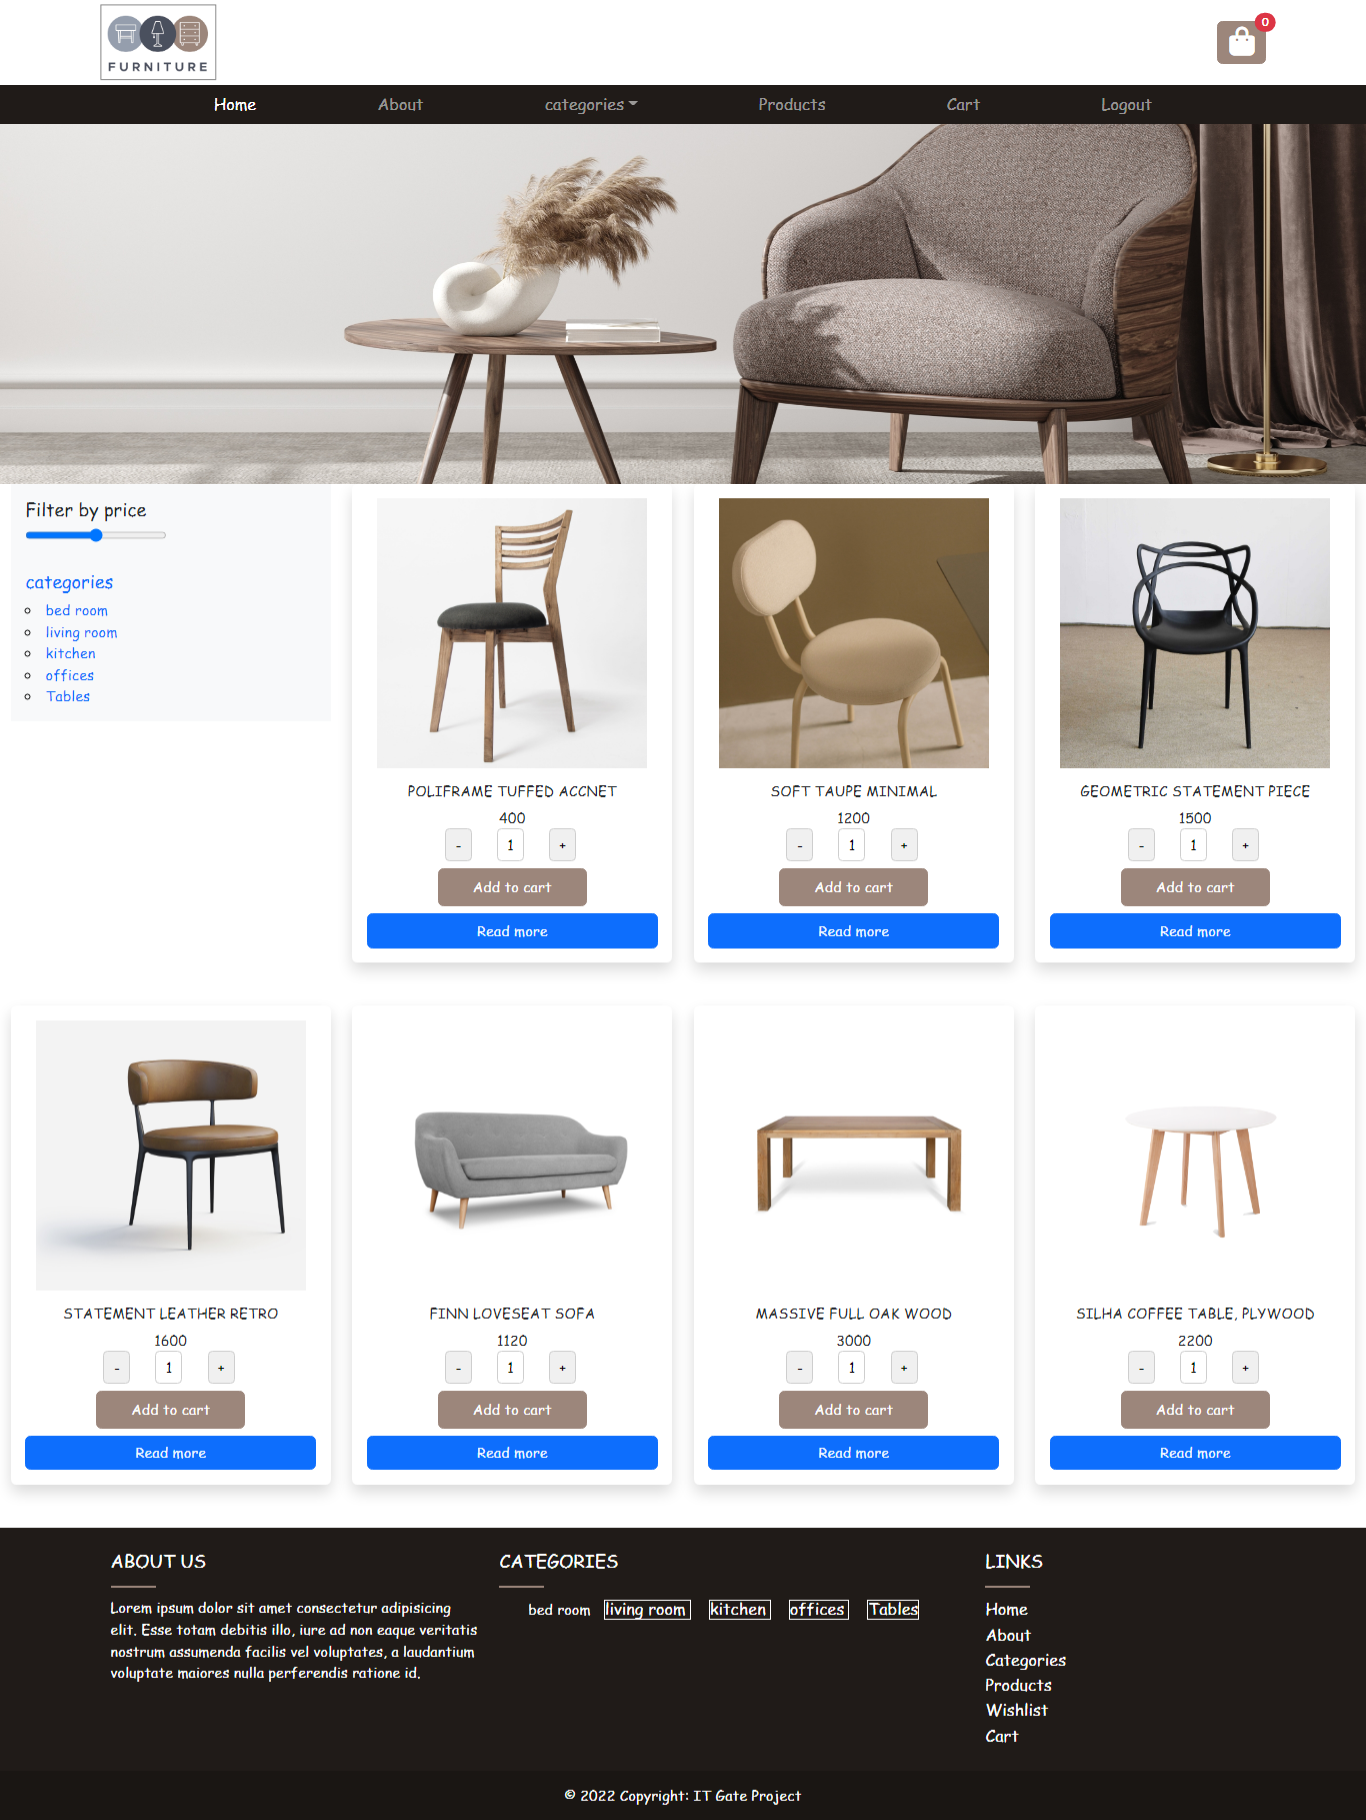 FURNITURE
0
Home About categories Products Cart Logout
Filter by price
categories
bed room
living room
kitchen
offices
Tables
POLIFRAME TUFFED ACCNET
400
- 1 +
Add to cart
Read more
SOFT TAUPE MINIMAL
1200
- 1 +
Add to cart
Read more
GEOMETRIC STATEMENT PIECE
1500
- 1 +
Add to cart
Read more
STATEMENT LEATHER RETRO
1600
- 1 +
Add to cart
Read more
FINN LOVESEAT SOFA
1120
- 1 +
Add to cart
Read more
MASSIVE FULL OAK WOOD
3000
- 1 +
Add to cart
Read more
SILHA COFFEE TABLE, PLYWOOD
2200
- 1 +
Add to cart
Read more
ABOUT US
Lorem ipsum dolor sit amet consectetur adipisicing
elit. Esse totam debitis illo, iure ad non eaque veritatis
nostrum assumenda facilis vel voluptates, a laudantium
voluptate maiores nulla perferendis ratione id.
CATEGORIES
bed room living room kitchen offices Tables
LINKS
Home
About
Categories
Products
Wishlist
Cart
© 2022 Copyright: IT Gate Project